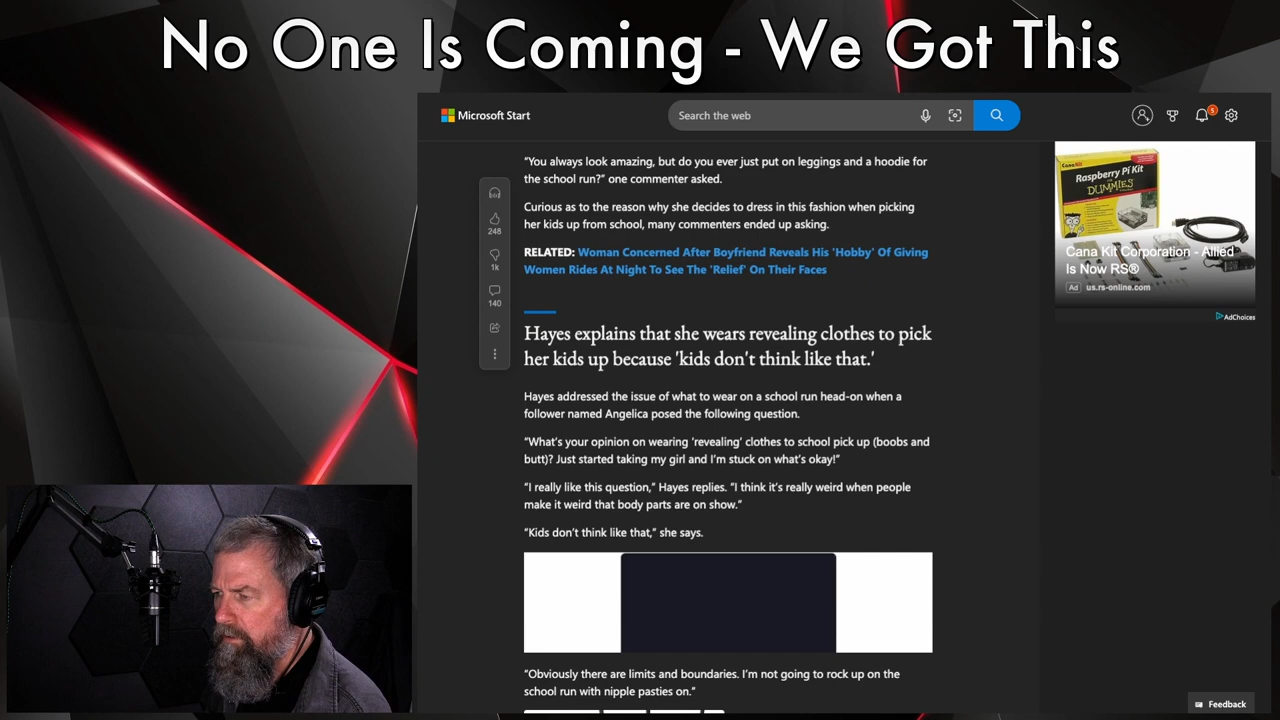 No One Is Coming - We Got This
Microsoft Start
Search the web
5
“You always look amazing, but do you ever just put on leggings and a hoodie for
the school run?” one commenter asked.
Curious as to the reason why she decides to dress in this fashion when picking
her kids up from school, many commenters ended up asking.
RELATED: Woman Concerned After Boyfriend Reveals His 'Hobby' Of Giving
Women Rides At Night To See The 'Relief' On Their Faces
248
1k
140
Hayes explains that she wears revealing clothes to pick
her kids up because 'kids don't think like that.'
Hayes addressed the issue of what to wear on a school run head-on when a
follower named Angelica posed the following question.
“What’s your opinion on wearing ‘revealing’ clothes to school pick up (boobs and
butt)? Just started taking my girl and I’m stuck on what’s okay!”
“I really like this question,” Hayes replies. “I think it’s really weird when people
make it weird that body parts are on show.”
“Kids don’t think like that,” she says.
“Obviously there are limits and boundaries. I’m not going to rock up on the
school run with nipple pasties on.”
CanaKit
Raspberry Pi Kit
FOR
DUMMIES
Cana Kit Corporation - Allied
Is Now RS®
Ad us.rs-online.com
AdChoices
Feedback